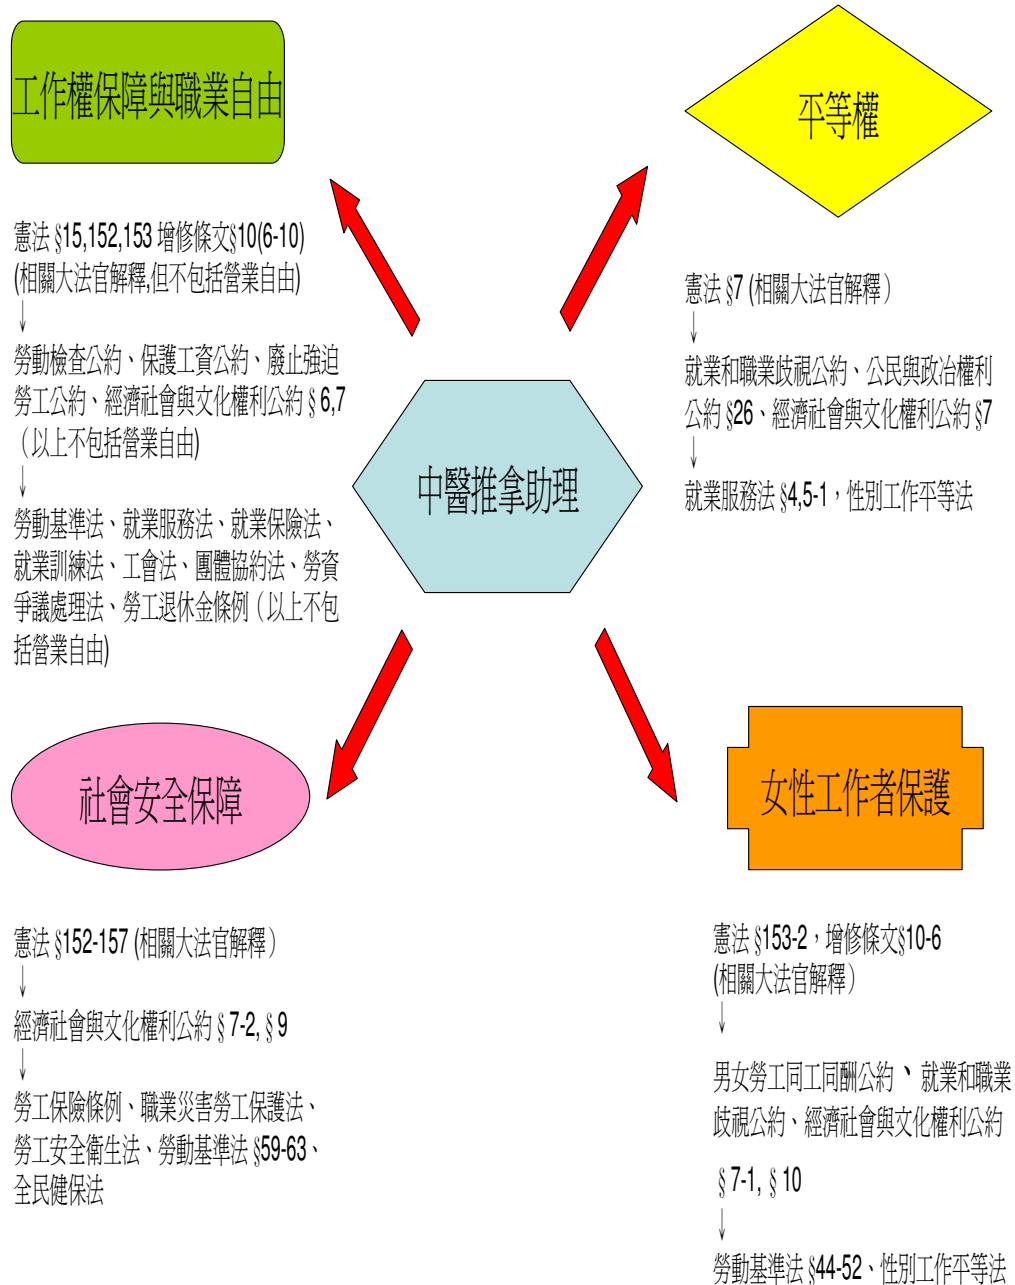 工作權保障與職業自由
憲法 §15,152,153 增修條文§10(6-10)
(相關大法官解釋,但不包括營業自由)
↓
勞動檢查公約、保護工資公約、廢止強迫
勞工公約、經濟社會與文化權利公約 § 6,7
（以上不包括營業自由)
↓
勞動基準法、就業服務法、就業保險法、
就業訓練法、工會法、團體協約法、勞資
爭議處理法、勞工退休金條例（以上不包
括營業自由)
平等權
憲法 §7 (相關大法官解釋）
↓
就業和職業歧視公約、公民與政治權利
公約 §26、經濟社會與文化權利公約 §7
↓
就業服務法 §4,5-1，性別工作平等法
中醫推拿助理
社會安全保障
憲法 §152-157 (相關大法官解釋）
↓
經濟社會與文化權利公約 § 7-2, § 9
↓
勞工保險條例、職業災害勞工保護法、
勞工安全衛生法、勞動基準法 §59-63、
全民健保法
女性工作者保護
憲法 §153-2，增修條文§10-6
(相關大法官解釋）
↓
男女勞工同工同酬公約 、 就業和職業
歧視公約、經濟社會與文化權利公約
§ 7-1, § 10
↓
勞動基準法 §44-52、性別工作平等法